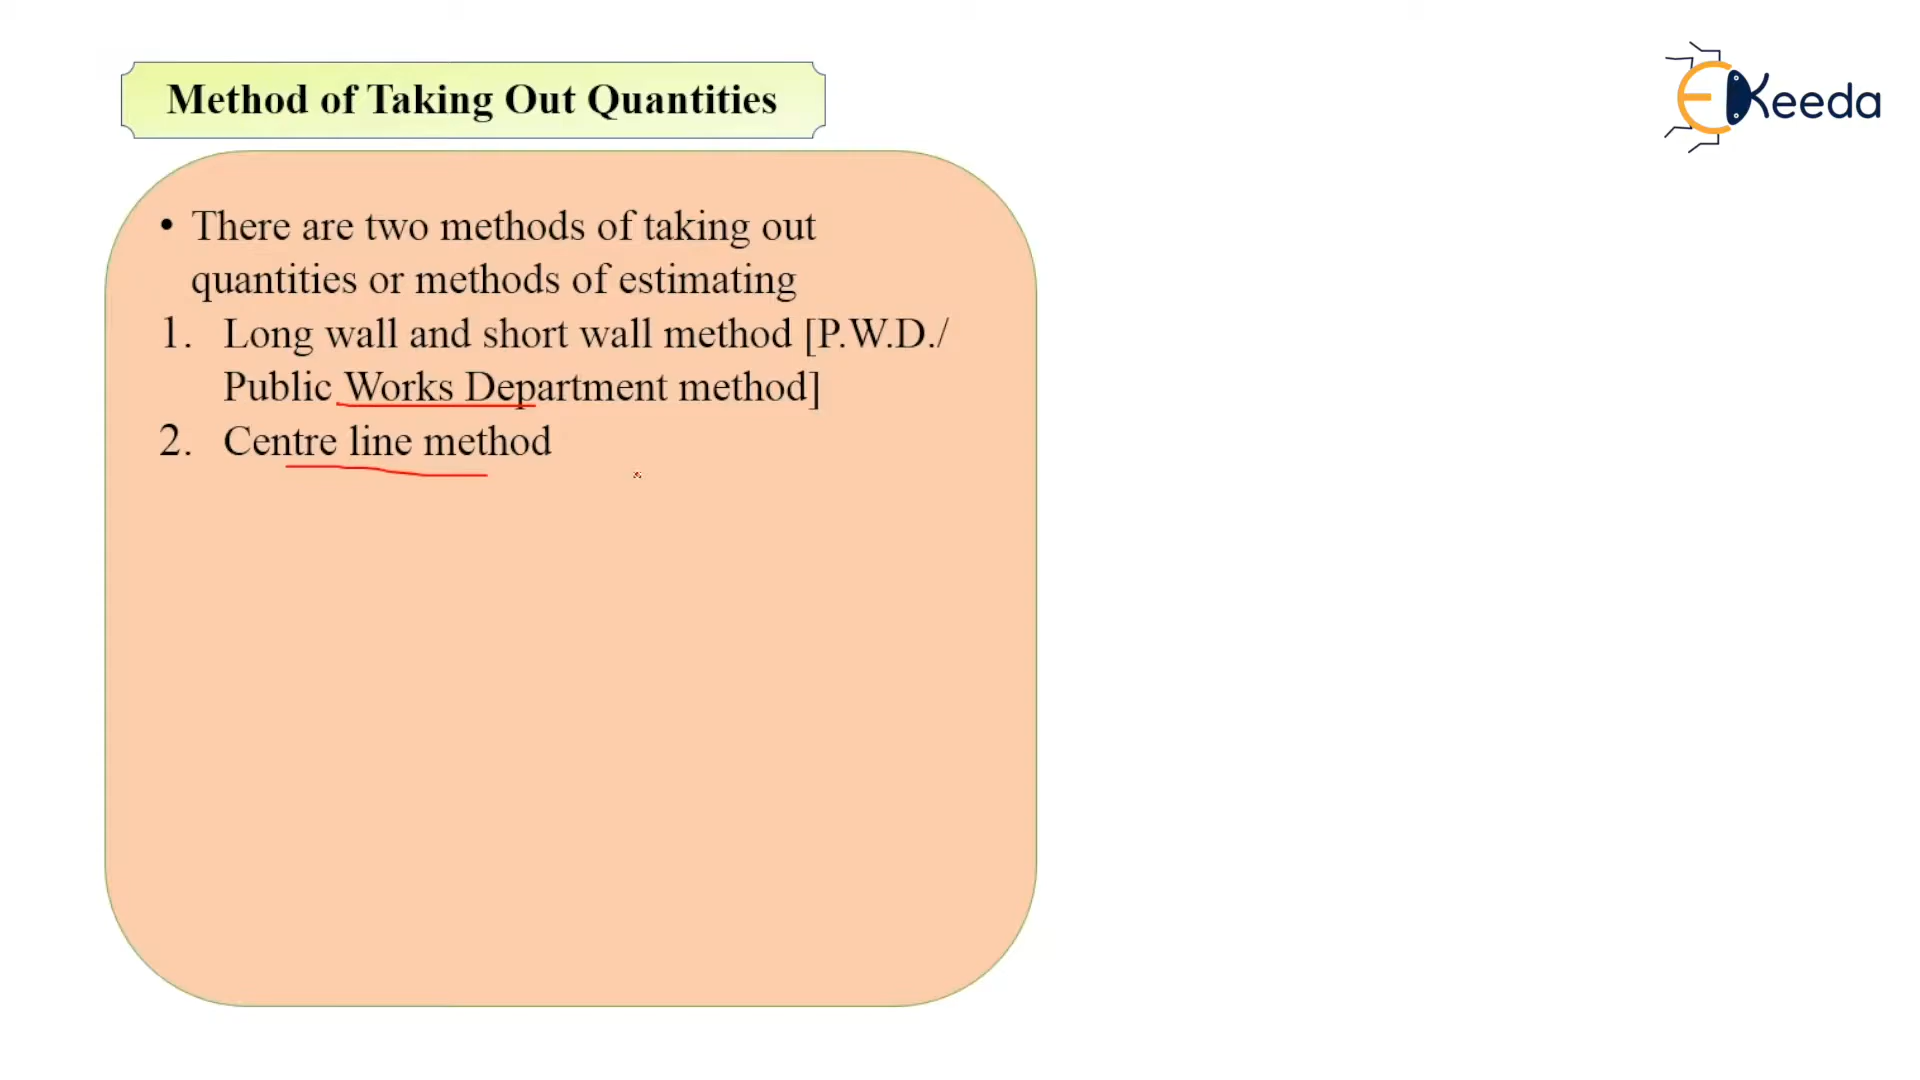 Method of Taking Out Quantities
EKeeda
• There are two methods of taking out
quantities or methods of estimating
1. Long wall and short wall method [P.W.D./
Public Works Department method]
2. Centre line method